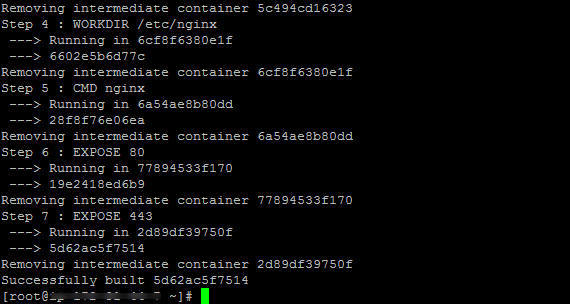 Removing intermediate container 5c494cd16323
Step 4 : WORKDIR /etc/nginx
---> Running in 6cf8f6380e1f
---> 6602e5b6d77c
Removing intermediate container 6cf8f6380e1f
Step 5 : CMD nginx
---> Running in 6a54ae8b80dd
---> 28f8f76e06ea
Removing intermediate container 6a54ae8b80dd
Step 6 : EXPOSE 80
---> Running in 77894533f170
---> 19e2418ed6b9
Removing intermediate container 77894533f170
Step 7 : EXPOSE 443
---> Running in 2d89df39750f
---> 5d62ac5f7514
Removing intermediate container 2d89df39750f
Successfully built 5d62ac5f7514
[root@ ~]#